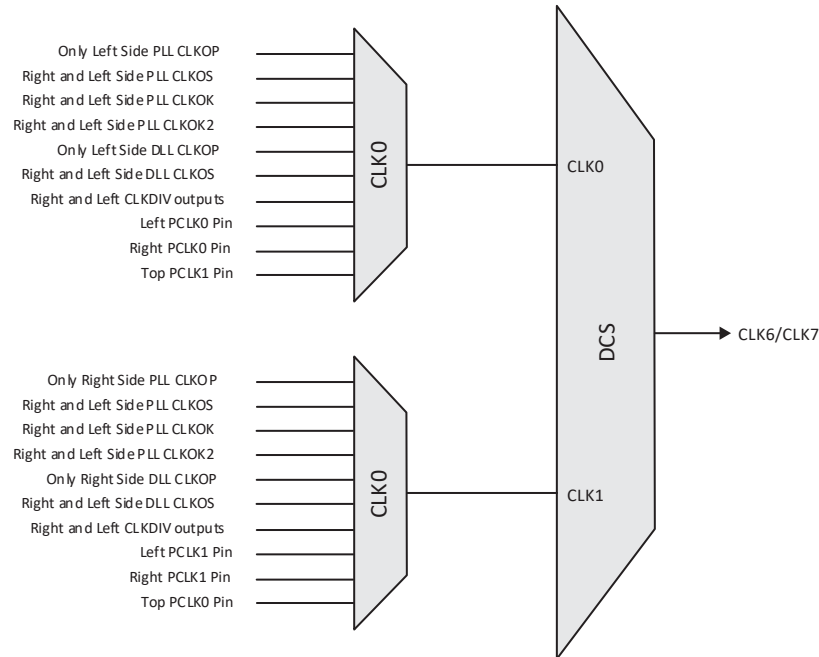 Only Left Side PLL CLKOP
Right and Left Side PLL CLKOS
Right and Left Side PLL CLKOK
Right and Left Side PLL CLKOK2
Only Left Side DLL CLKOP
Right and Left Side DLL CLKOS
Right and Left CLKDIV outputs
Left PCLK0 Pin
Right PCLK0 Pin
Top PCLK1 Pin
CLK0
CLK0
DCS
CLK6/CLK7
Only Right Side PLL CLKOP
Right and Left Side PLL CLKOS
Right and Left Side PLL CLKOK
Right and Left Side PLL CLKOK2
Only Right Side DLL CLKOP
Right and Left Side DLL CLKOS
Right and Left CLKDIV outputs
Left PCLK1 Pin
Right PCLK1 Pin
Top PCLK0 Pin
CLK0
CLK1